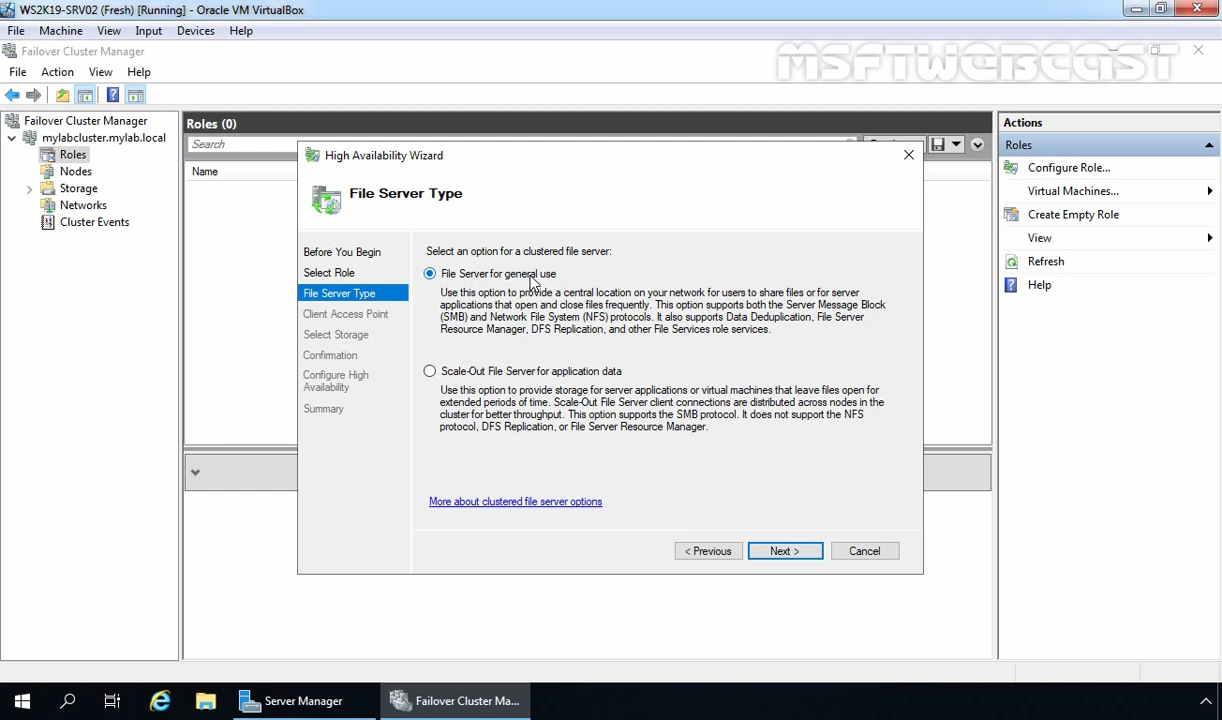 WS2K19-SRV02 (Fresh) [Running] - Oracle VM VirtualBox
File Machine View Input Devices Help
Failover Cluster Manager
MSFTWEBCAST
File Action View Help
Failover Cluster Manager
mylabcluster.mylab.local
Roles
Nodes
Storage
Networks
Cluster Events
Roles (0)
Search
Name
High Availability Wizard
File Server Type
Before You Begin
Select Role
File Server Type
Client Access Point
Select Storage
Confirmation
Configure High
Availability
Summary
Select an option for a clustered file server:
File Server for general use
Use this option to provide a central location on your network for users to share files or for server
applications that open and close files frequently. This option supports both the Server Message Block
(SMB) and Network File System (NFS) protocols. It also supports Data Deduplication, File Server
Resource Manager, DFS Replication, and other File Services role services.
Scale-Out File Server for application data
Use this option to provide storage for server applications or virtual machines that leave files open for
extended periods of time. Scale-Out File Server client connections are distributed across nodes in the
cluster for better throughput. This option supports the SMB protocol. It does not support the NFS
protocol, DFS Replication, or File Server Resource Manager.
More about clustered file server options
< Previous
Next >
Cancel
Actions
Roles
Configure Role...
Virtual Machines...
Create Empty Role
View
Refresh
Help
Server Manager
Failover Cluster Ma...